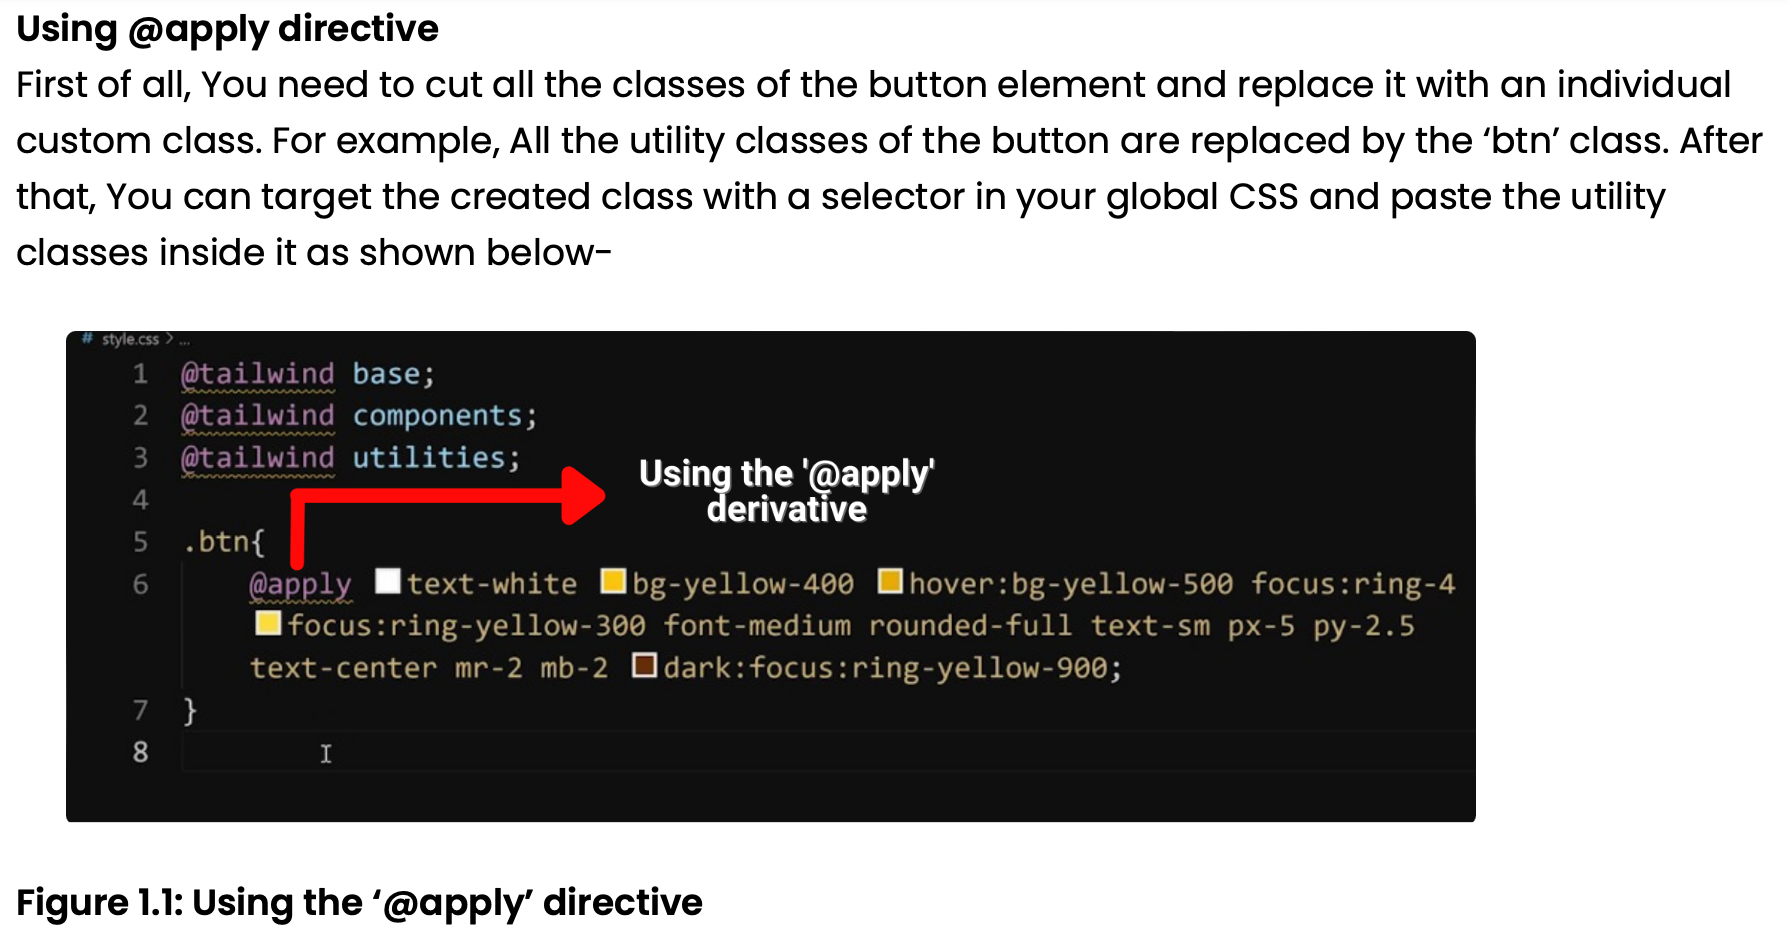 Using @apply directive
First of all, You need to cut all the classes of the button element and replace it with an individual
custom class. For example, All the utility classes of the button are replaced by the ‘btn’ class. After
that, You can target the created class with a selector in your global CSS and paste the utility
classes inside it as shown below-
# style.css > ...
1 @tailwind base;
2 @tailwind components;
3 @tailwind utilities;
Using the '@apply'
derivative
4
5 .btn{
6 @apply text-white bg-yellow-400 hover:bg-yellow-500 focus:ring-4
focus:ring-yellow-300 font-medium rounded-full text-sm px-5 py-2.5
text-center mr-2 mb-2 dark:focus:ring-yellow-900;
7 }
8
Figure 1.1: Using the ‘@apply’ directive